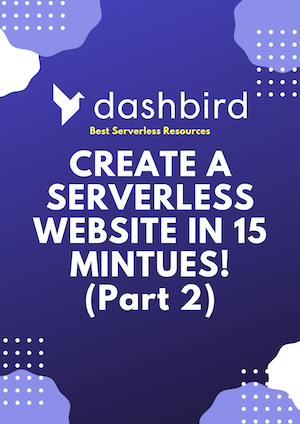 dashbird
Best Serverless Resources
CREATE A
SERVERLESS
WEBSITE IN 15
MINTUES!
(Part 2)